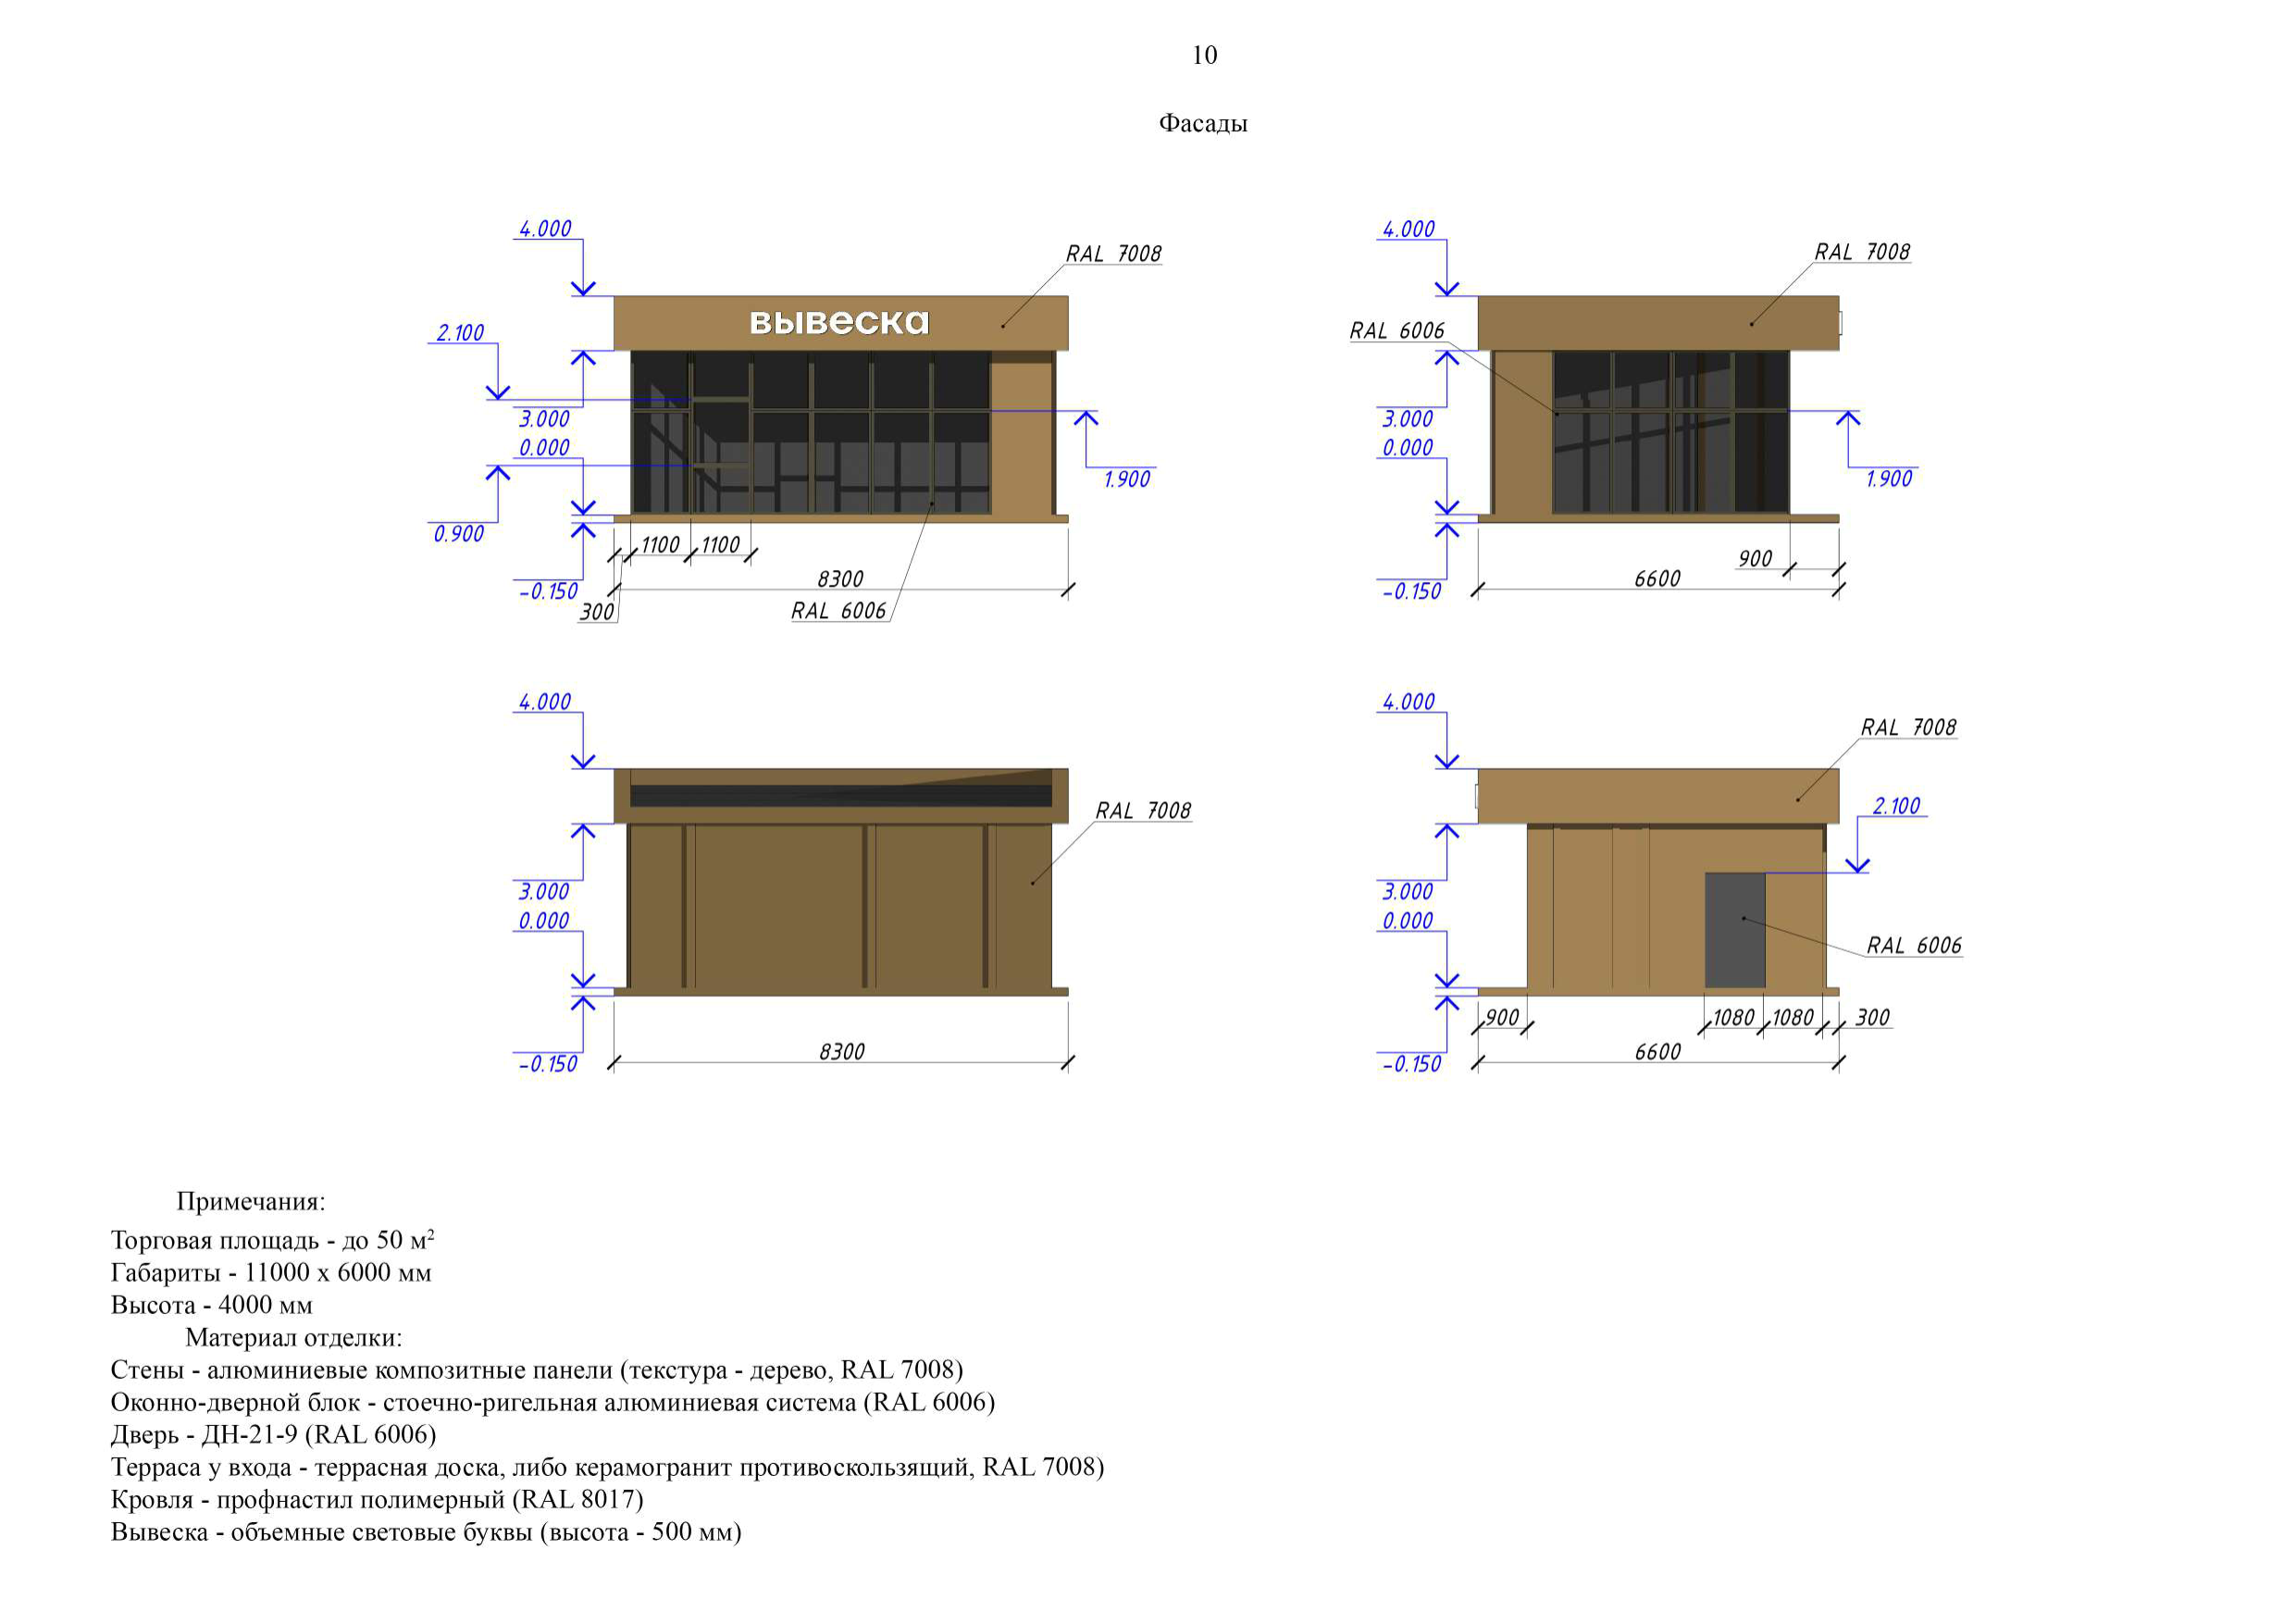 10
Фасады
4.000
RAL 7008
2.100
вывеска
3.000
0.000
1.900
0.900
1100
1100
8300
-0.150
300
RAL 6006
4.000
RAL 7008
RAL 6006
3.000
0.000
1.900
900
6600
-0.150
4.000
RAL 7008
3.000
0.000
8300
-0.150
4.000
RAL 7008
2.100
3.000
0.000
RAL 6006
900
1080
1080
300
6600
-0.150
Примечания:
Торговая площадь - до 50 м²
Габариты - 11000 х 6000 мм
Высота - 4000 мм
Материал отделки:
Стены - алюминиевые композитные панели (текстура - дерево, RAL 7008)
Оконно-дверной блок - стоечно-ригельная алюминиевая система (RAL 6006)
Дверь - ДН-21-9 (RAL 6006)
Терраса у входа - террасная доска, либо керамогранит противоскользящий, RAL 7008)
Кровля - профнастил полимерный (RAL 8017)
Вывеска - объемные световые буквы (высота - 500 мм)